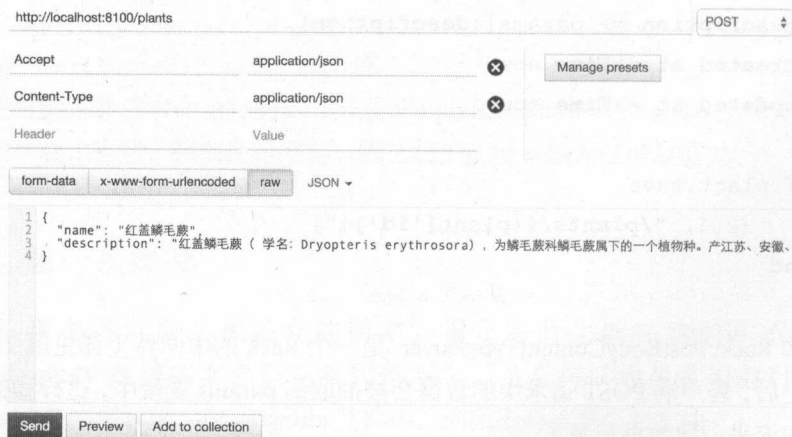 http://localhost:8100/plants POST
Accept application/json
Manage presets
Content-Type application/json
Header Value
form-data x-www-form-urlencoded raw JSON
1 {
2 "name": "红盖鳞毛蕨",
3 "description": "红盖鳞毛蕨 ( 学名: Dryopteris erythrosora) , 为鳞毛蕨科鳞毛蕨属下的一个植物种。产江苏、安徽、
4 }
Send Preview Add to collection